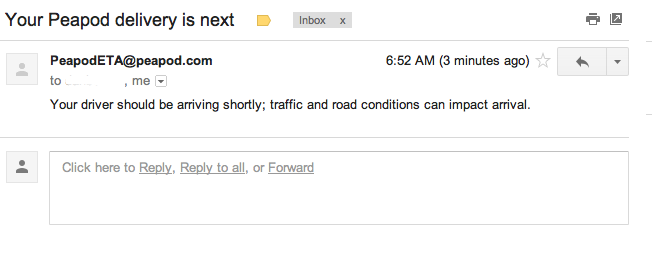 Your Peapod delivery is next Inbox x
PeapodETA@peapod.com 6:52 AM (3 minutes ago)
to , me
Your driver should be arriving shortly; traffic and road conditions can impact arrival.
Click here to Reply, Reply to all, or Forward